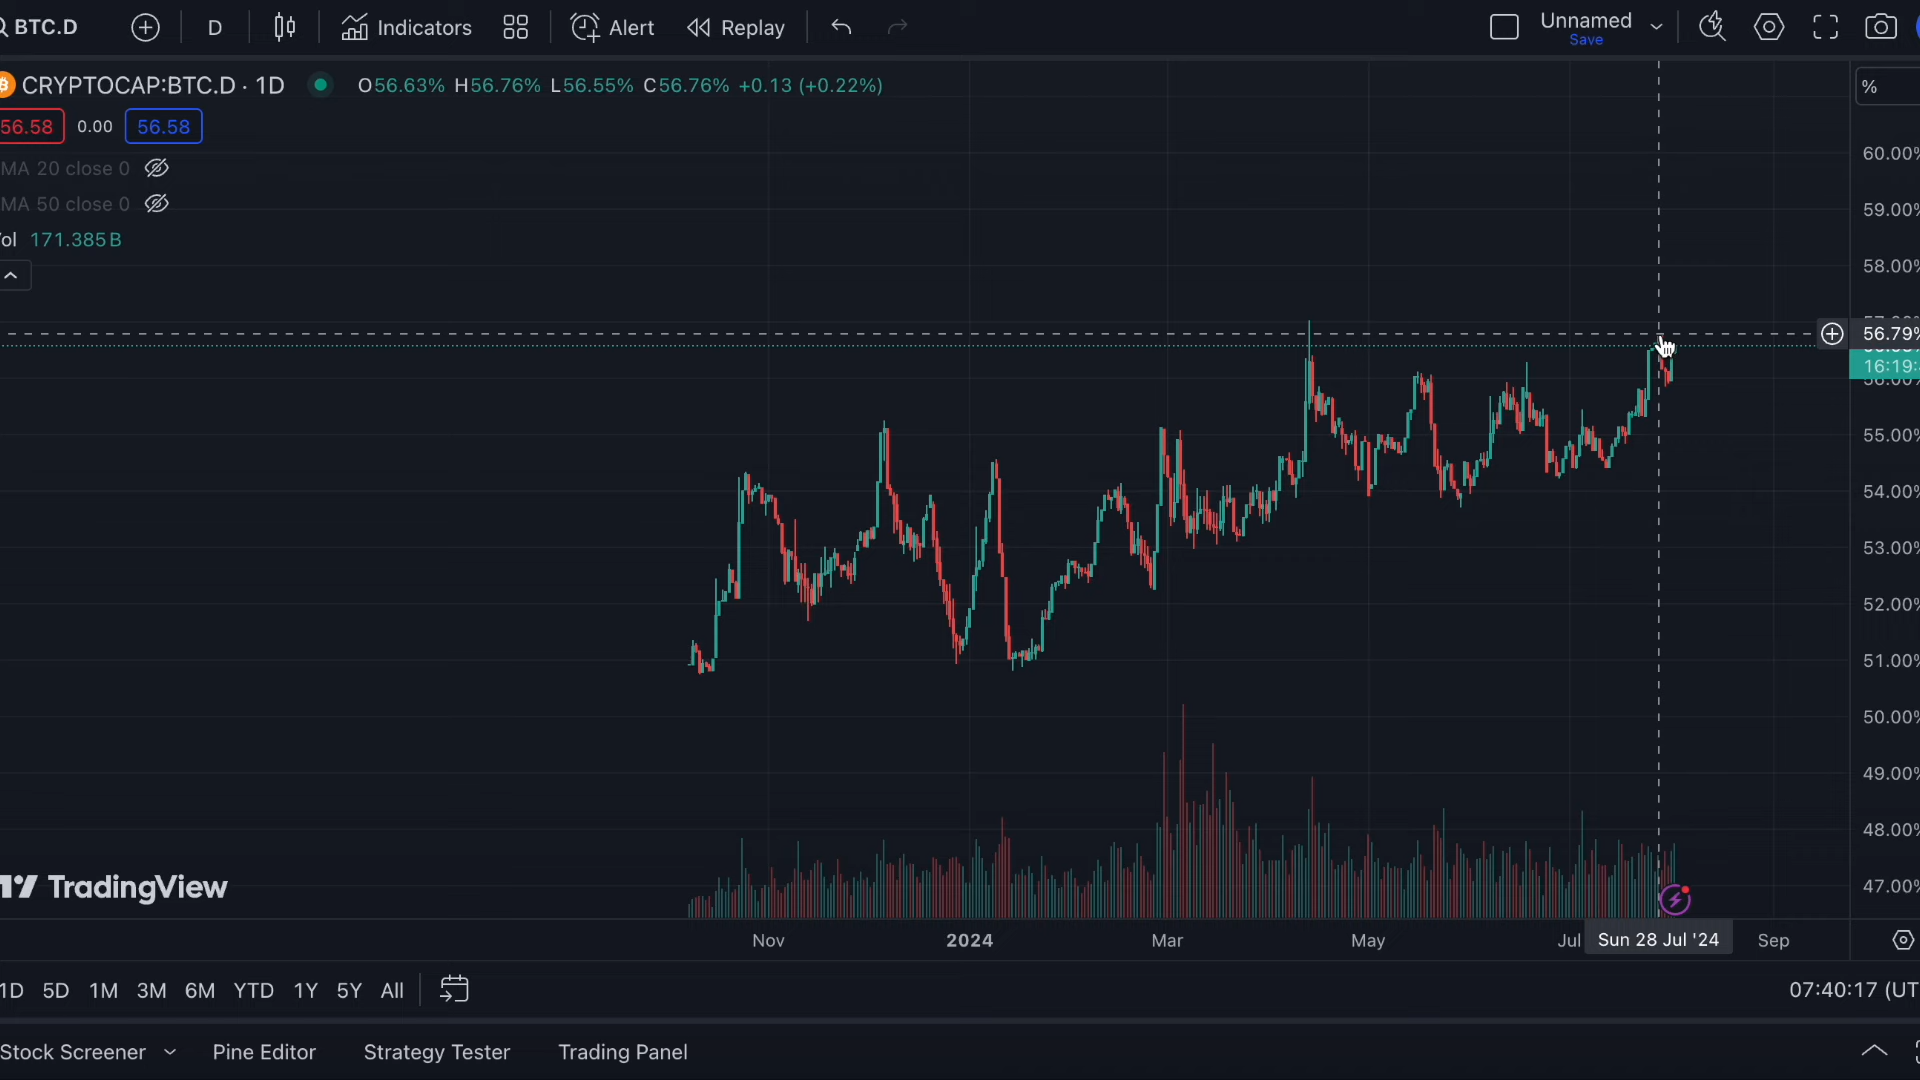 BTC.D D Indicators Alert Replay Unnamed
Save
CRYPTOCAP:BTC.D · 1D O56.63% H56.76% L56.55% C56.76% +0.13 (+0.22%)
%
56.58 0.00 56.58
MA 20 close 0
MA 50 close 0
Vol 171.385B
60.00%
59.00%
58.00%
56.79%
16:19:
56.00%
55.00%
54.00%
53.00%
52.00%
51.00%
50.00%
49.00%
48.00%
47.00%
TradingView
Nov 2024 Mar May Jul Sun 28 Jul '24 Sep
1D 5D 1M 3M 6M YTD 1Y 5Y All
07:40:17 (UT
Stock Screener Pine Editor Strategy Tester Trading Panel